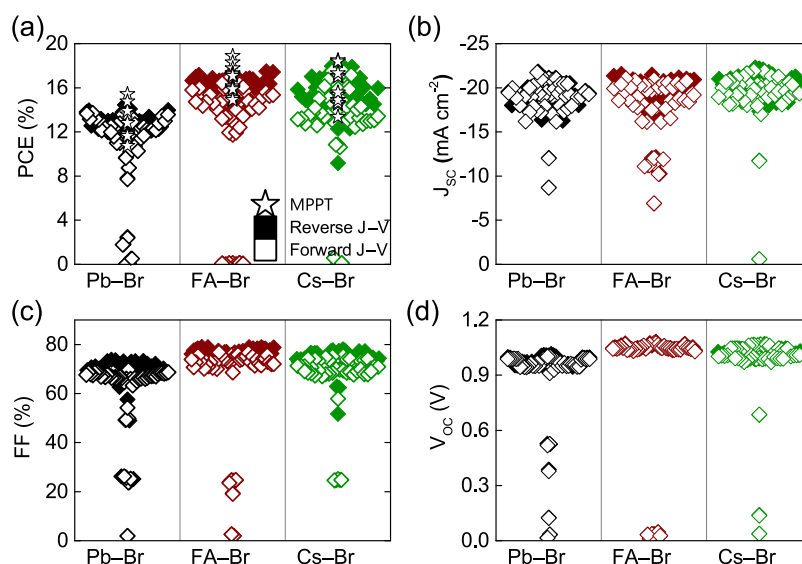 (a)
20
16
12
8
4
0
PCE (%)
MPPT
Reverse J–V
Forward J–V
Pb–Br FA–Br Cs–Br
(b)
-25
-20
-15
-10
-5
0
JSC (mA cm-2)
Pb–Br FA–Br Cs–Br
(c)
80
60
40
20
0
FF (%)
Pb–Br FA–Br Cs–Br
(d)
1.2
0.9
0.6
0.3
0.0
VOC (V)
Pb–Br FA–Br Cs–Br